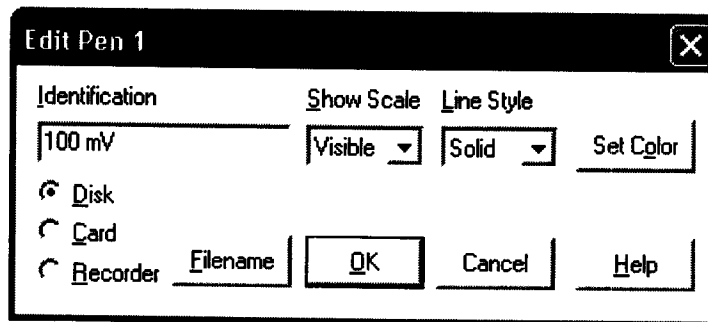 Edit Pen 1
Identification Show Scale Line Style
100 mV Visible Solid Set Color
Disk
Card
Recorder Filename OK Cancel Help